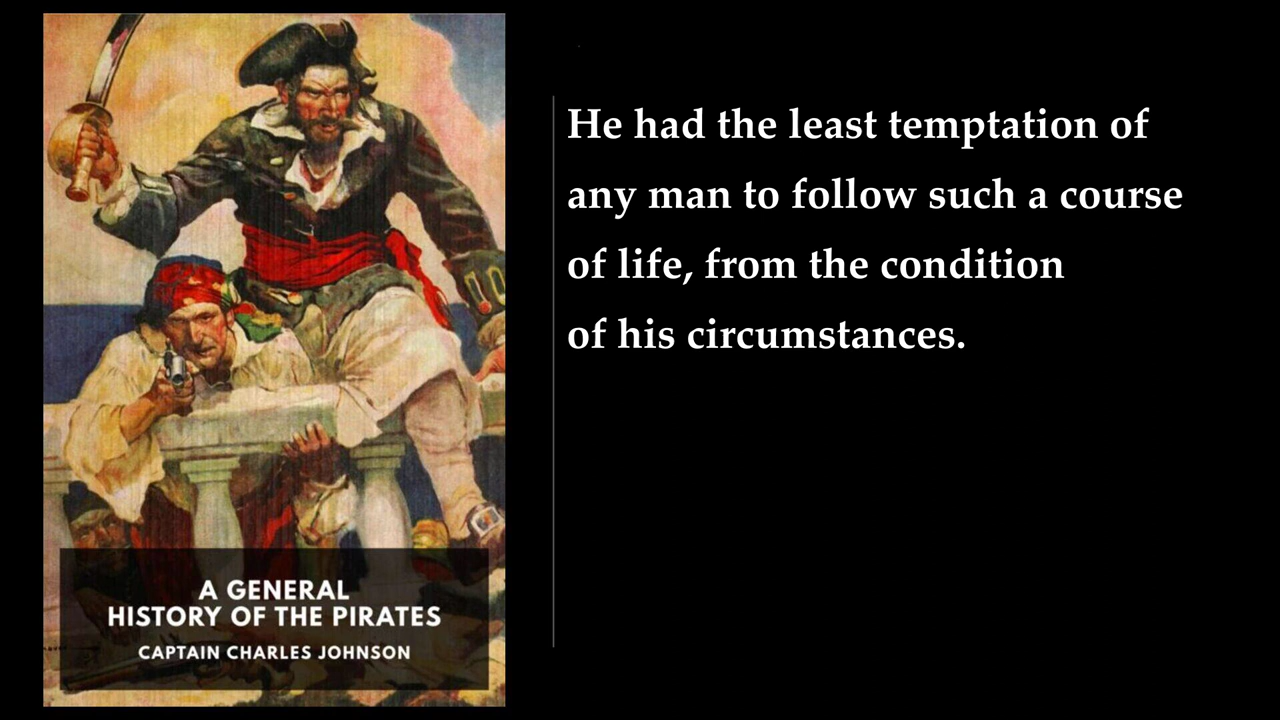 He had the least temptation of
any man to follow such a course
of life, from the condition
of his circumstances.
A GENERAL
HISTORY OF THE PIRATES
CAPTAIN CHARLES JOHNSON